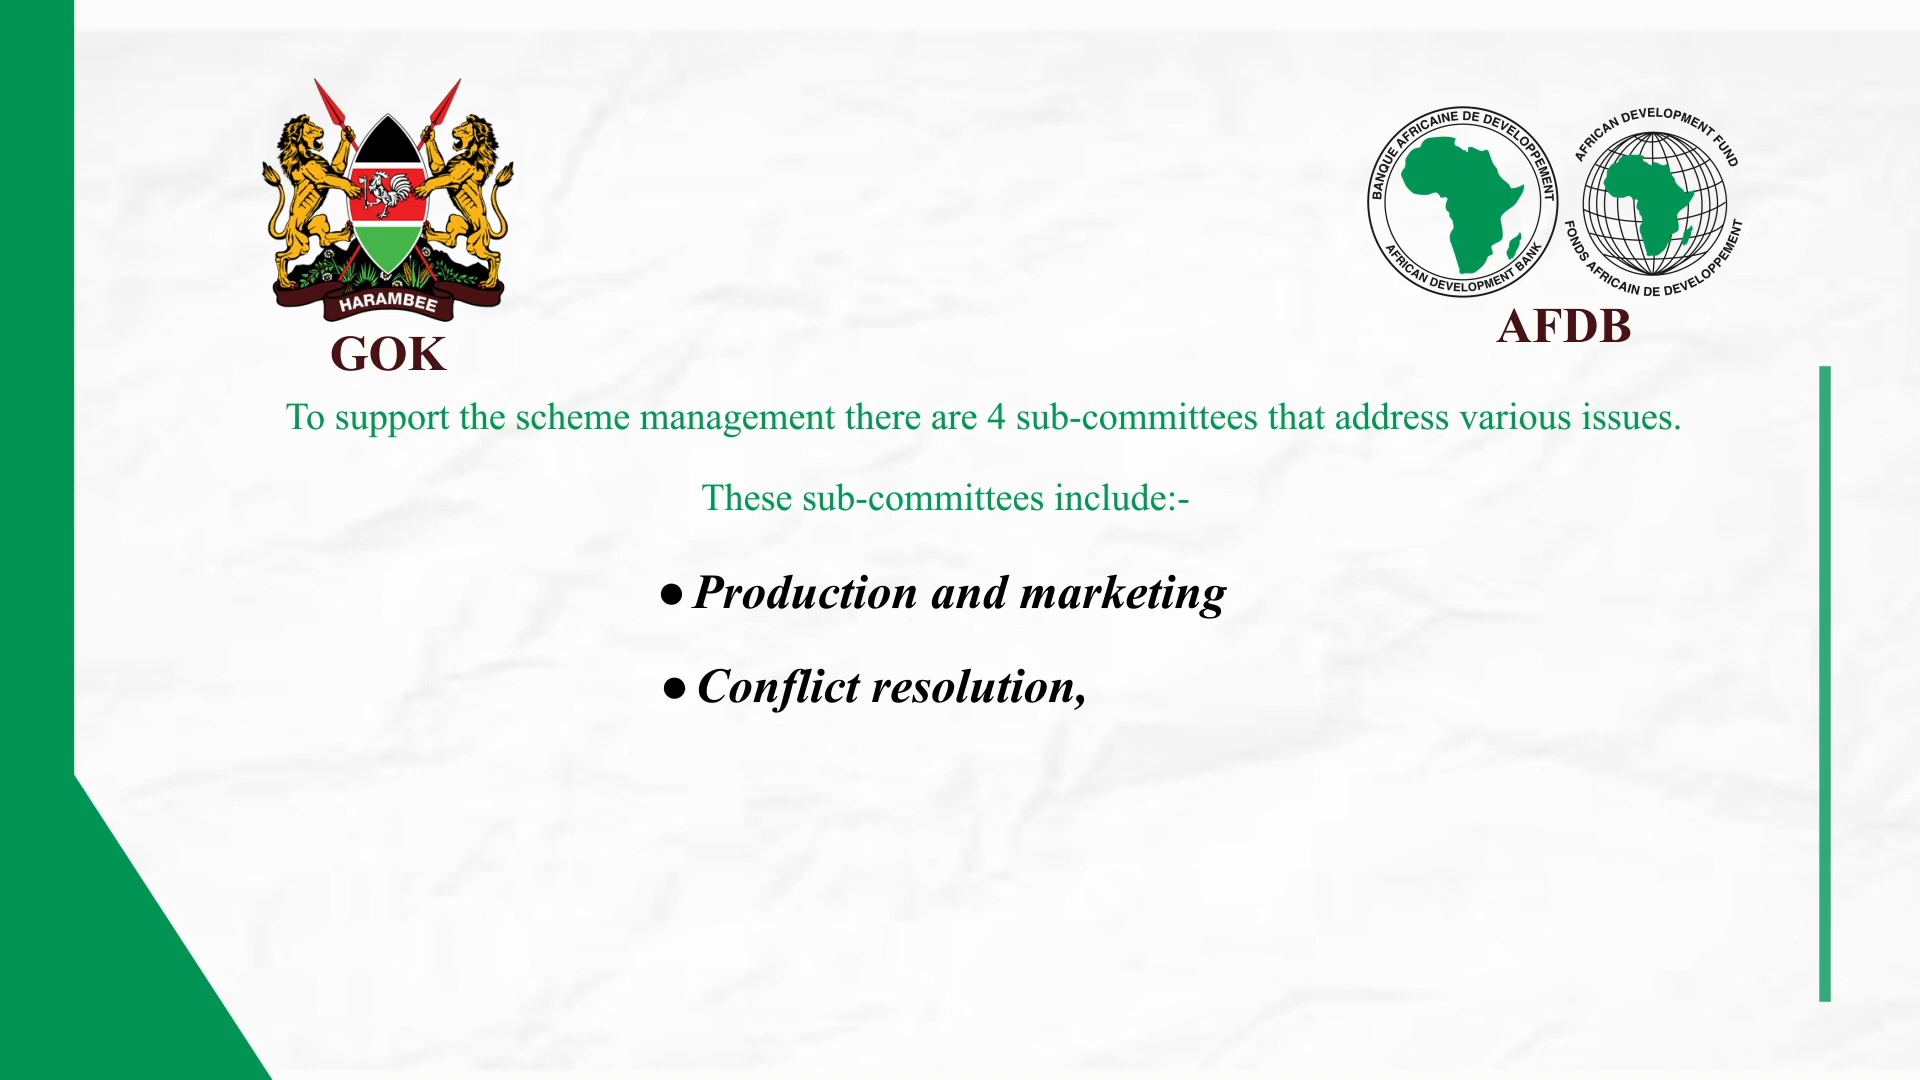 HARAMBEE
GOK
BANQUE AFRICAINE DE DEVELOPPEMENT
AFRICAN DEVELOPMENT BANK
AFRICAN DEVELOPMENT FUND
FONDS AFRICAIN DE DEVELOPPEMENT
AFDB
To support the scheme management there are 4 sub-committees that address various issues.
These sub-committees include:-
● Production and marketing
● Conflict resolution,